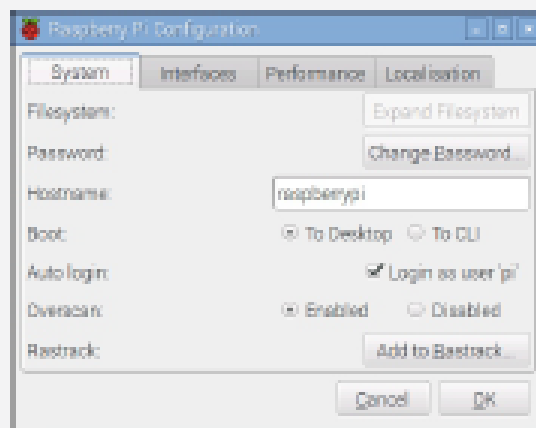 Raspberry Pi Configuration
System Interfaces Performance Localisation
Filesystem: Expand Filesystem
Password: Change Password...
Hostname: raspberrypi
Boot: To Desktop To CLI
Auto login: Login as user 'pi'
Overscan: Enabled Disabled
Rastrack: Add to Rastrack...
Cancel OK